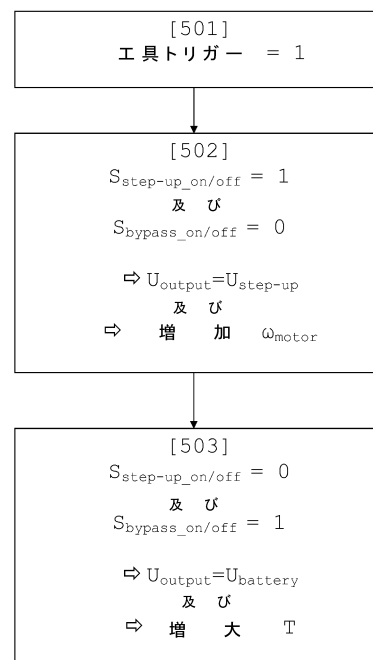 [501]
工具トリガー = 1
[502]
Sstep-up_on/off = 1
及び
Sbypass_on/off = 0
⇨ Uoutput=Ustep-up
及び
⇨ 増加 ωmotor
[503]
Sstep-up_on/off = 0
及び
Sbypass_on/off = 1
⇨ Uoutput=Ubattery
及び
⇨ 増大 T